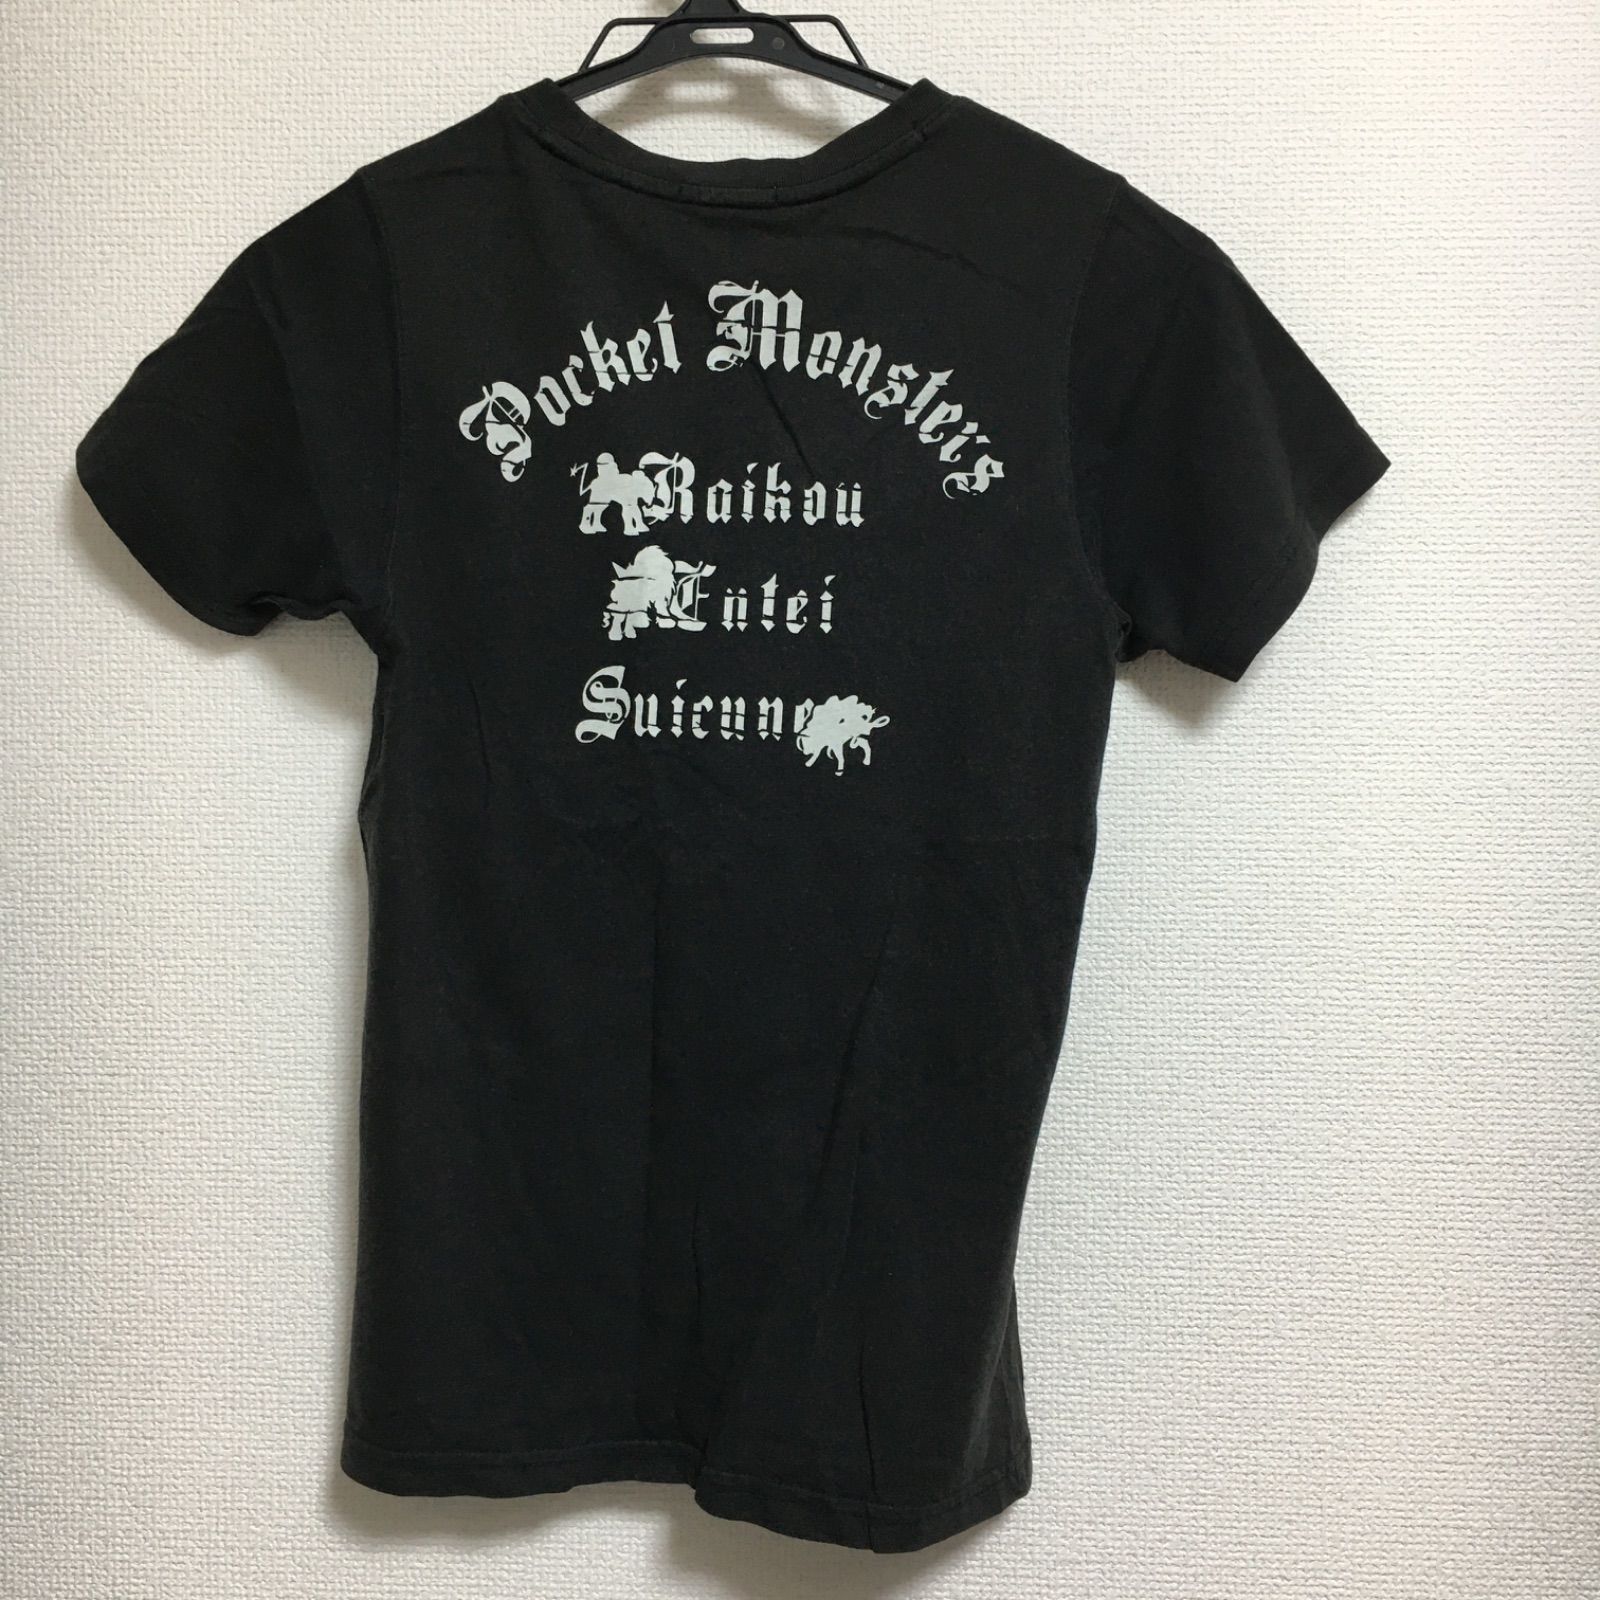 Pocket Monsters
Raikou
Entei
Suicune